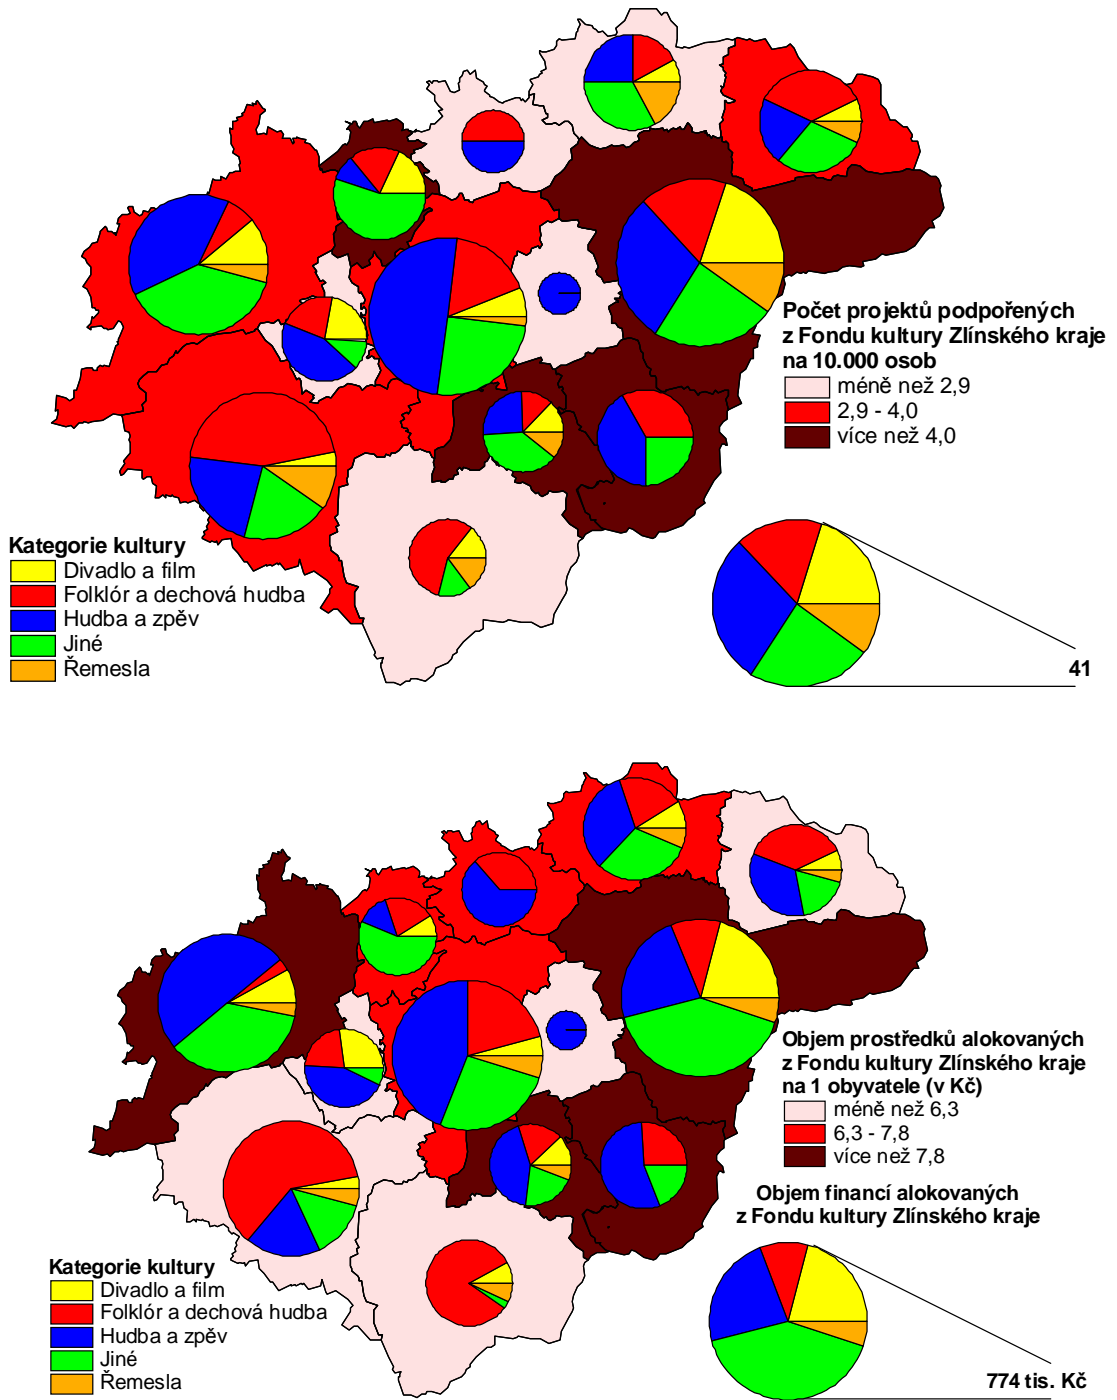 Počet projektů podpořených
z Fondu kultury Zlínského kraje
na 10.000 osob
méně než 2,9
2,9 - 4,0
více než 4,0
Kategorie kultury
Divadlo a film
Folklór a dechová hudba
Hudba a zpěv
Jiné
Řemesla
41
Objem prostředků alokovaných
z Fondu kultury Zlínského kraje
na 1 obyvatele (v Kč)
méně než 6,3
6,3 - 7,8
více než 7,8
Objem financí alokovaných
z Fondu kultury Zlínského kraje
Kategorie kultury
Divadlo a film
Folklór a dechová hudba
Hudba a zpěv
Jiné
Řemesla
774 tis. Kč